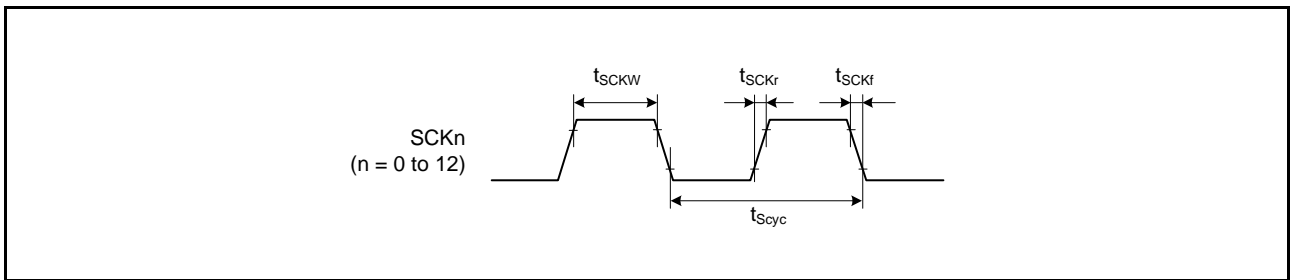 tSCKW
tSCKr
tSCKf
SCKn
(n = 0 to 12)
tScyc